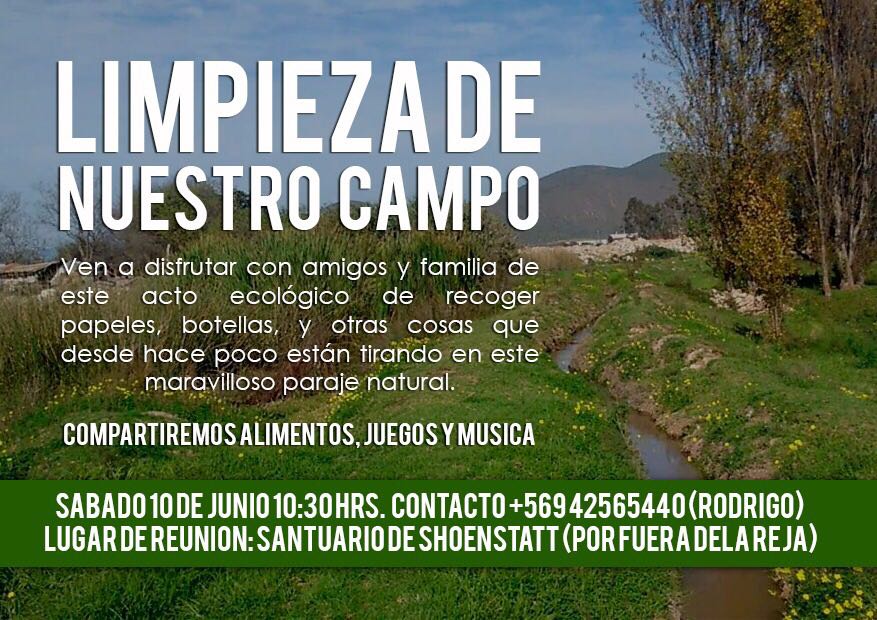 LIMPIEZA DE
NUESTRO CAMPO
Ven a disfrutar con amigos y familia de
este acto ecológico de recoger
papeles, botellas, y otras cosas que
desde hace poco están tirando en este
maravilloso paraje natural.
COMPARTIREMOS ALIMENTOS, JUEGOS Y MUSICA
SABADO 10 DE JUNIO 10:30 HRS. CONTACTO +569 42565440 (RODRIGO)
LUGAR DE REUNION: SANTUARIO DE SHOENSTATT (POR FUERA DE LA REJA)